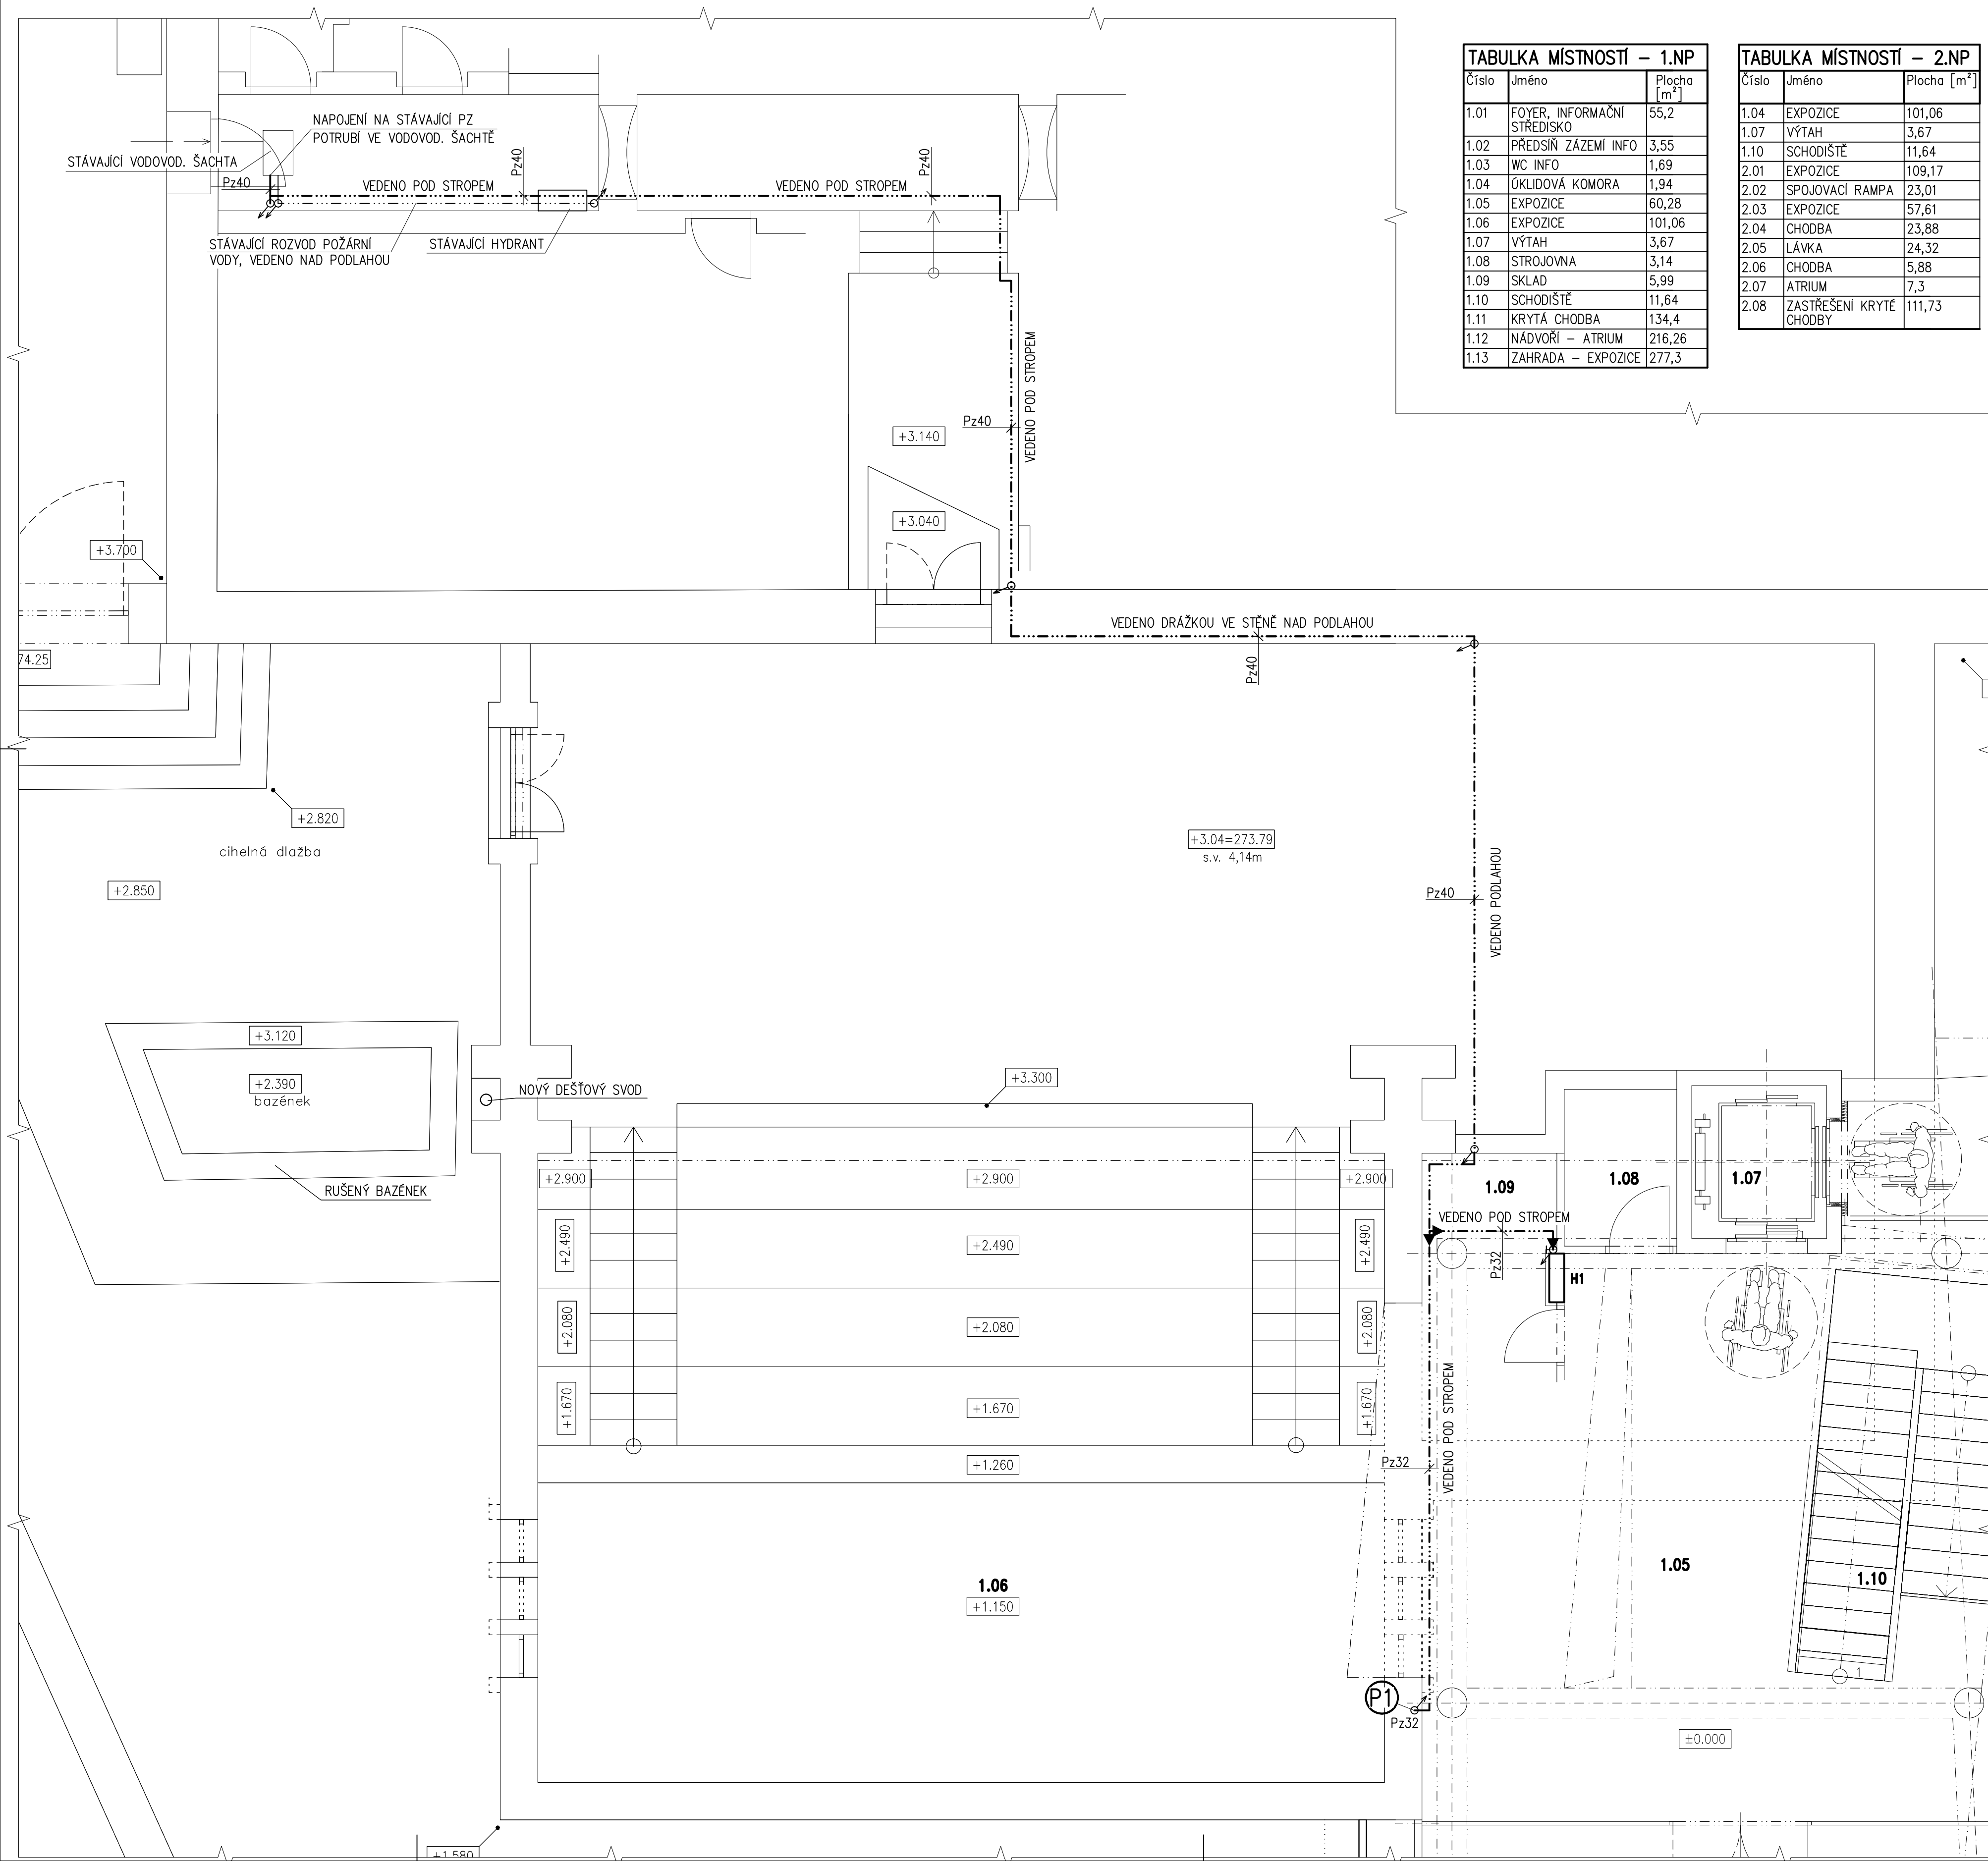 TABULKA MÍSTNOSTÍ – 1.NP
Číslo Jméno Plocha
[m²]
1.01 FOYER, INFORMAČNÍ 55,2
STŘEDISKO
1.02 PŘEDSÍŇ ZÁZEMÍ INFO 3,55
1.03 WC INFO 1,69
1.04 ÚKLIDOVÁ KOMORA 1,94
1.05 EXPOZICE 60,28
1.06 EXPOZICE 101,06
1.07 VÝTAH 3,67
1.08 STROJOVNA 3,14
1.09 SKLAD 5,99
1.10 SCHODIŠTĚ 11,64
1.11 KRYTÁ CHODBA 134,4
1.12 NÁDVOŘÍ – ATRIUM 216,26
1.13 ZAHRADA – EXPOZICE 277,3
TABULKA MÍSTNOSTÍ – 2.NP
Číslo Jméno Plocha [m²]
1.04 EXPOZICE 101,06
1.07 VÝTAH 3,67
1.10 SCHODIŠTĚ 11,64
2.01 EXPOZICE 109,17
2.02 SPOJOVACÍ RAMPA 23,01
2.03 EXPOZICE 57,61
2.04 CHODBA 23,88
2.05 LÁVKA 24,32
2.06 CHODBA 5,88
2.07 ATRIUM 7,3
2.08 ZASTŘEŠENÍ KRYTÉ 111,73
CHODBY
NAPOJENÍ NA STÁVAJÍCÍ PZ
POTRUBÍ VE VODOVOD. ŠACHTĚ
STÁVAJÍCÍ VODOVOD. ŠACHTA
Pz40
VEDENO POD STROPEM
Pz40
VEDENO POD STROPEM
Pz40
STÁVAJÍCÍ ROZVOD POŽÁRNÍ
VODY, VEDENO NAD PODLAHOU
STÁVAJÍCÍ HYDRANT
VEDENO POD STROPEM
Pz40
+3.140
+3.040
+3.700
VEDENO DRÁŽKOU VE STĚNĚ NAD PODLAHOU
Pz40
74.25
+2.820
cihelná dlažba
+2.850
+3.04=273.79
s.v. 4,14m
Pz40
VEDENO PODLAHOU
+3.120
+2.390
bazének
NOVÝ DEŠŤOVÝ SVOD
+3.300
RUŠENÝ BAZÉNEK
+2.900
+2.900
+2.900
1.09
1.08
1.07
VEDENO POD STROPEM
+2.490
+2.490
+2.490
Pz32
H1
+2.080
+2.080
+2.080
VEDENO POD STROPEM
+1.670
+1.670
+1.670
+1.260
Pz32
1.05
1.10
1.06
+1.150
1
P1
Pz32
±0.000
+1.580